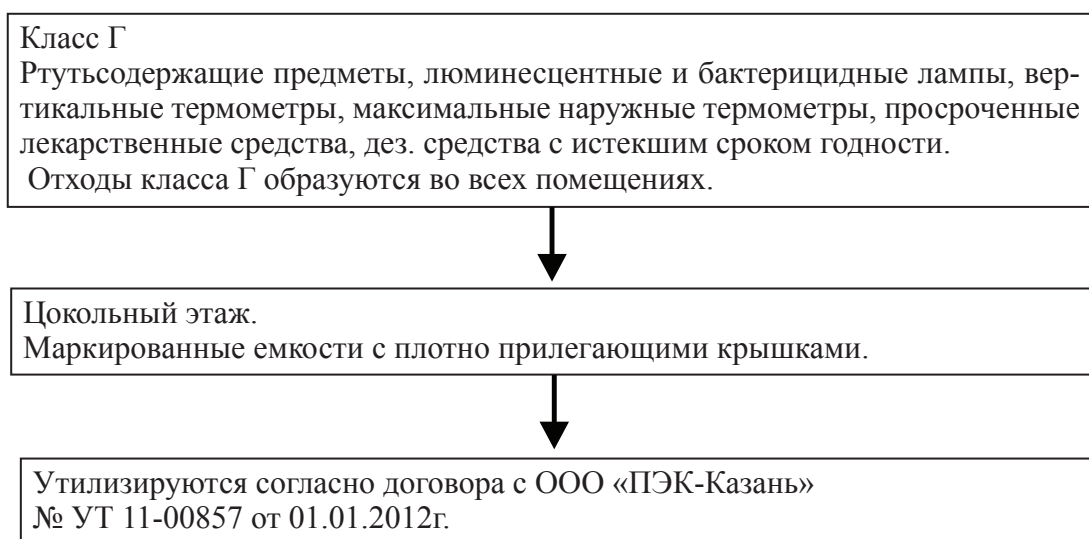 Класс Г
Ртутьсодержащие предметы, люминесцентные и бактерицидные лампы, вер-
тикальные термометры, максимальные наружные термометры, просроченные
лекарственные средства, дез. средства с истекшим сроком годности.
Отходы класса Г образуются во всех помещениях.
Цокольный этаж.
Маркированные емкости с плотно прилегающими крышками.
Утилизируются согласно договора с ООО «ПЭК-Казань»
№ УТ 11-00857 от 01.01.2012г.